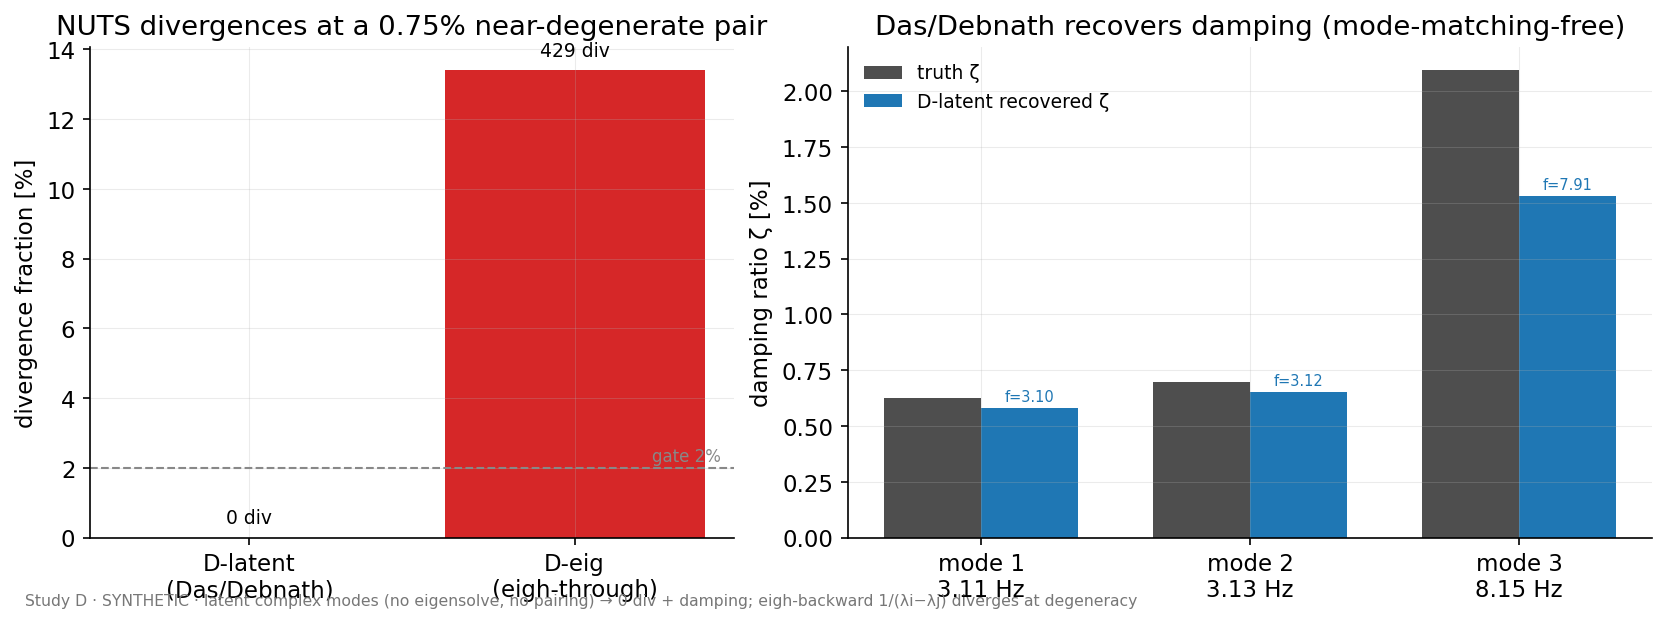 NUTS divergences at a 0.75% near-degenerate pair
14
12
10
8
6
4
2
0
divergence fraction [%]
429 div
gate 2%
0 div
D-latent
(Das/Debnath)
D-eig
(eigh-through)
Das/Debnath recovers damping (mode-matching-free)
truth ζ
D-latent recovered ζ
2.00
1.75
1.50
1.25
1.00
0.75
0.50
0.25
0.00
damping ratio ζ [%]
f=3.10
f=3.12
f=7.91
mode 1
3.11 Hz
mode 2
3.13 Hz
mode 3
8.15 Hz
Study D · SYNTHETIC · latent complex modes (no eigensolve, no pairing) → 0 div + damping; eigh-backward 1/(λi−λj) diverges at degeneracy